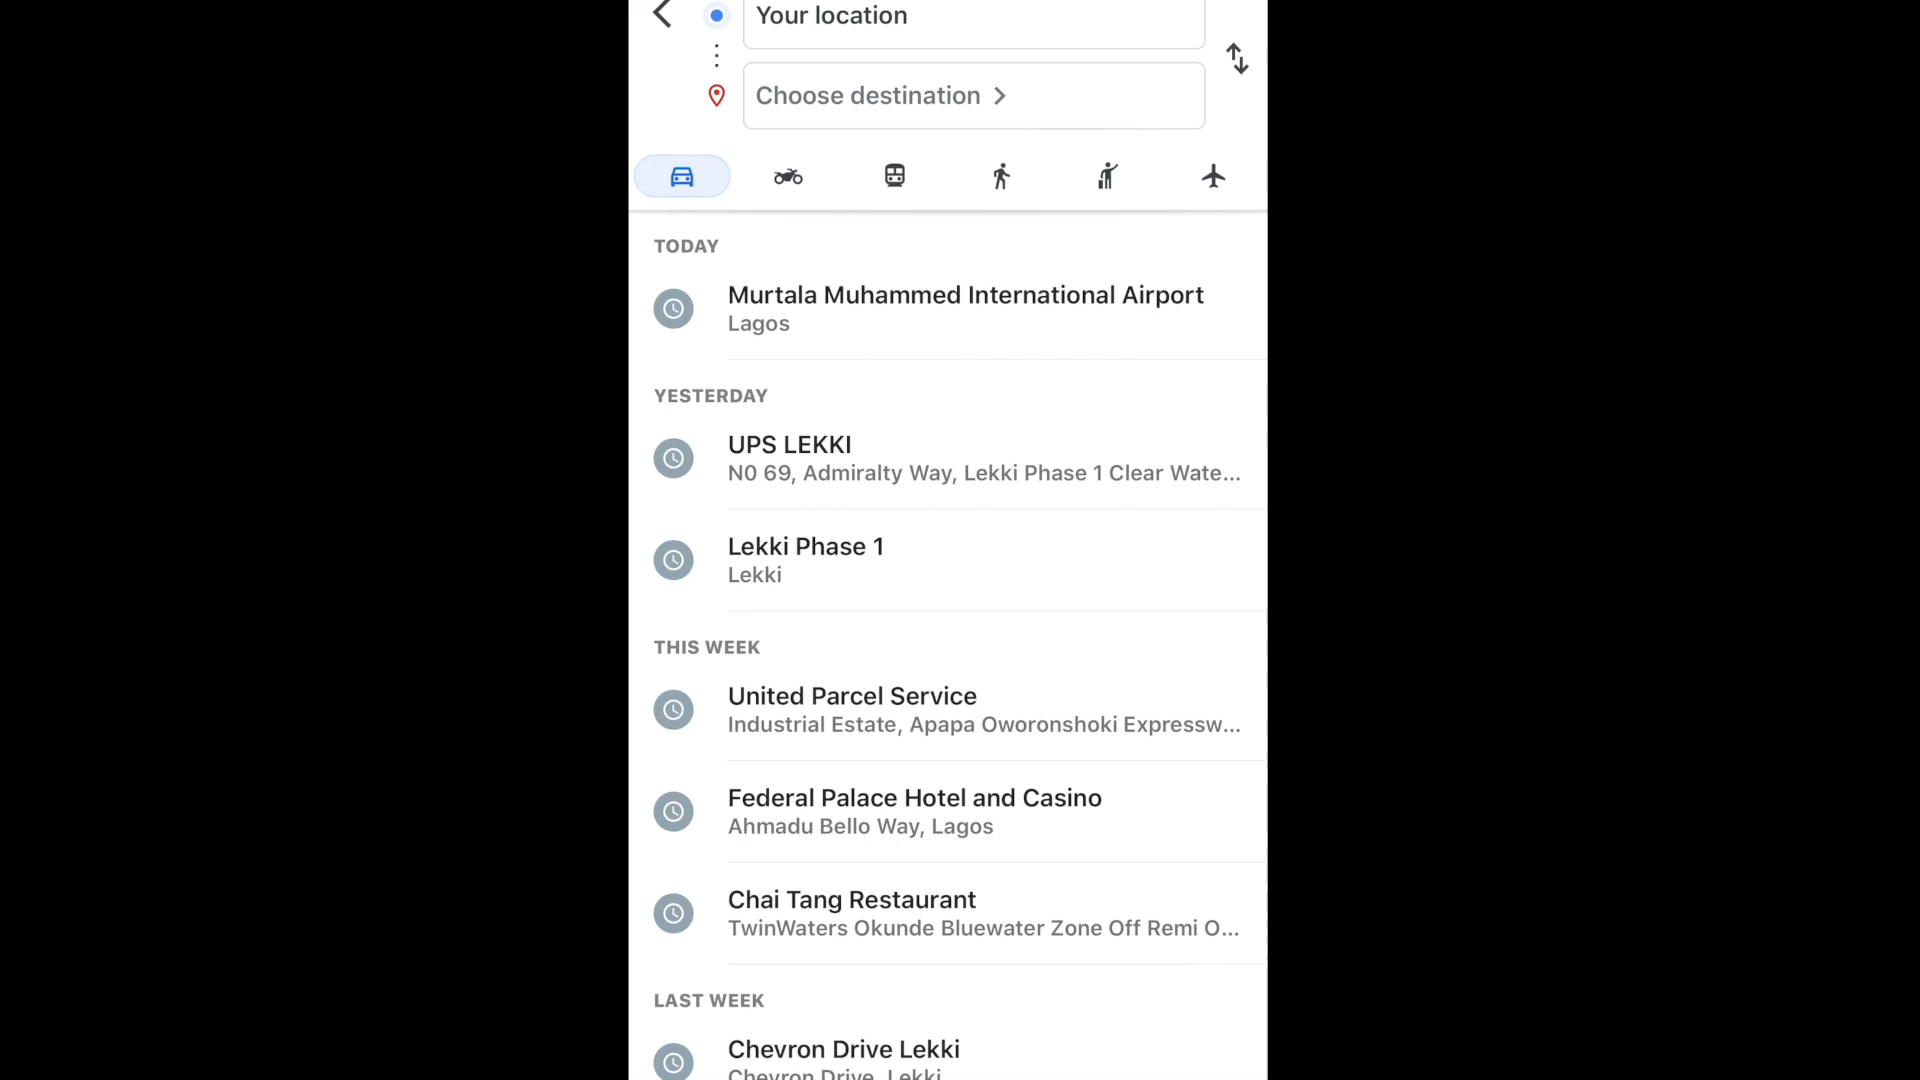 Your location
Choose destination
TODAY
Murtala Muhammed International Airport
Lagos
YESTERDAY
UPS LEKKI
N0 69, Admiralty Way, Lekki Phase 1 Clear Wate...
Lekki Phase 1
Lekki
THIS WEEK
United Parcel Service
Industrial Estate, Apapa Oworonshoki Expressw...
Federal Palace Hotel and Casino
Ahmadu Bello Way, Lagos
Chai Tang Restaurant
TwinWaters Okunde Bluewater Zone Off Remi O...
LAST WEEK
Chevron Drive Lekki
Chevron Drive, Lekki